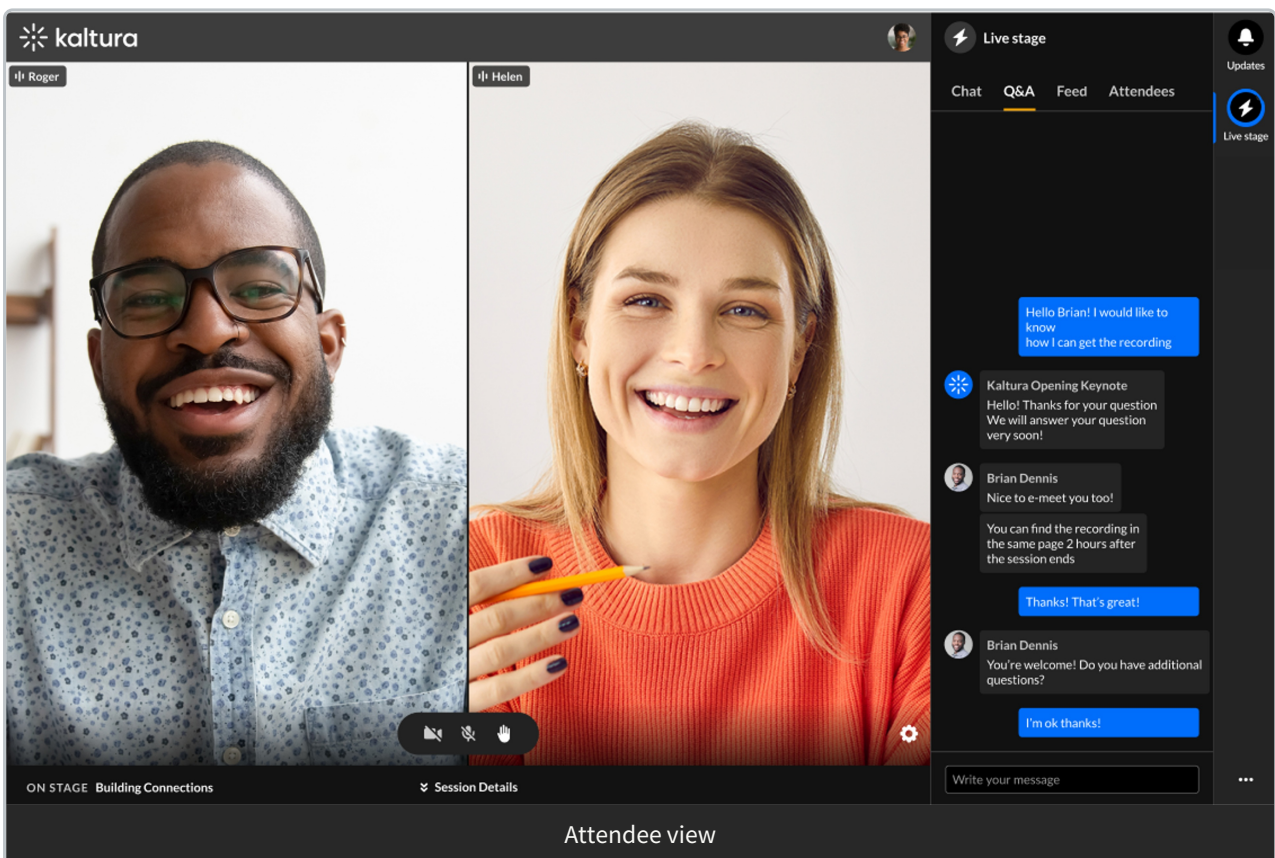 kaltura
Roger
Helen
ON STAGE Building Connections
Session Details
Live stage
Chat Q&A Feed Attendees
Hello Brian! I would like to
know
how I can get the recording
Kaltura Opening Keynote
Hello! Thanks for your question
We will answer your question
very soon!
Brian Dennis
Nice to e-meet you too!
You can find the recording in
the same page 2 hours after
the session ends
Thanks! That's great!
Brian Dennis
You're welcome! Do you have additional
questions?
I'm ok thanks!
Write your message
Updates
Live stage
Attendee view